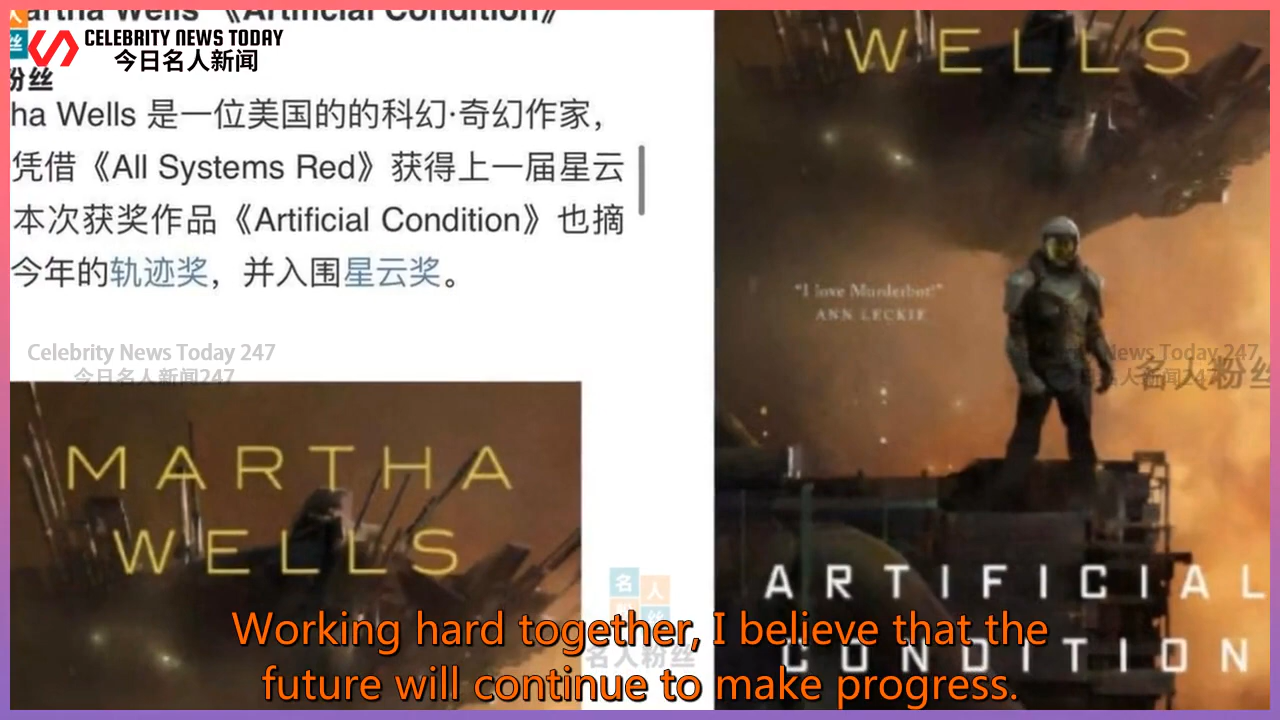 Martha Wells 《Artificial Condition》
CELEBRITY NEWS TODAY
今日名人新闻
粉丝
ha Wells 是一位美国的的科幻·奇幻作家,
凭借《All Systems Red》获得上一届星云
本次获奖作品《Artificial Condition》也摘
今年的轨迹奖，并入围星云奖。
Celebrity News Today 247
今日名人新闻247
MARTHA
WELLS
WELLS
“I love Murderbot!”
ANN LECKIE
News Today 247
名人粉丝
ARTIFICIAL
CONDITION
名人
名人粉丝
Working hard together, I believe that the
future will continue to make progress.